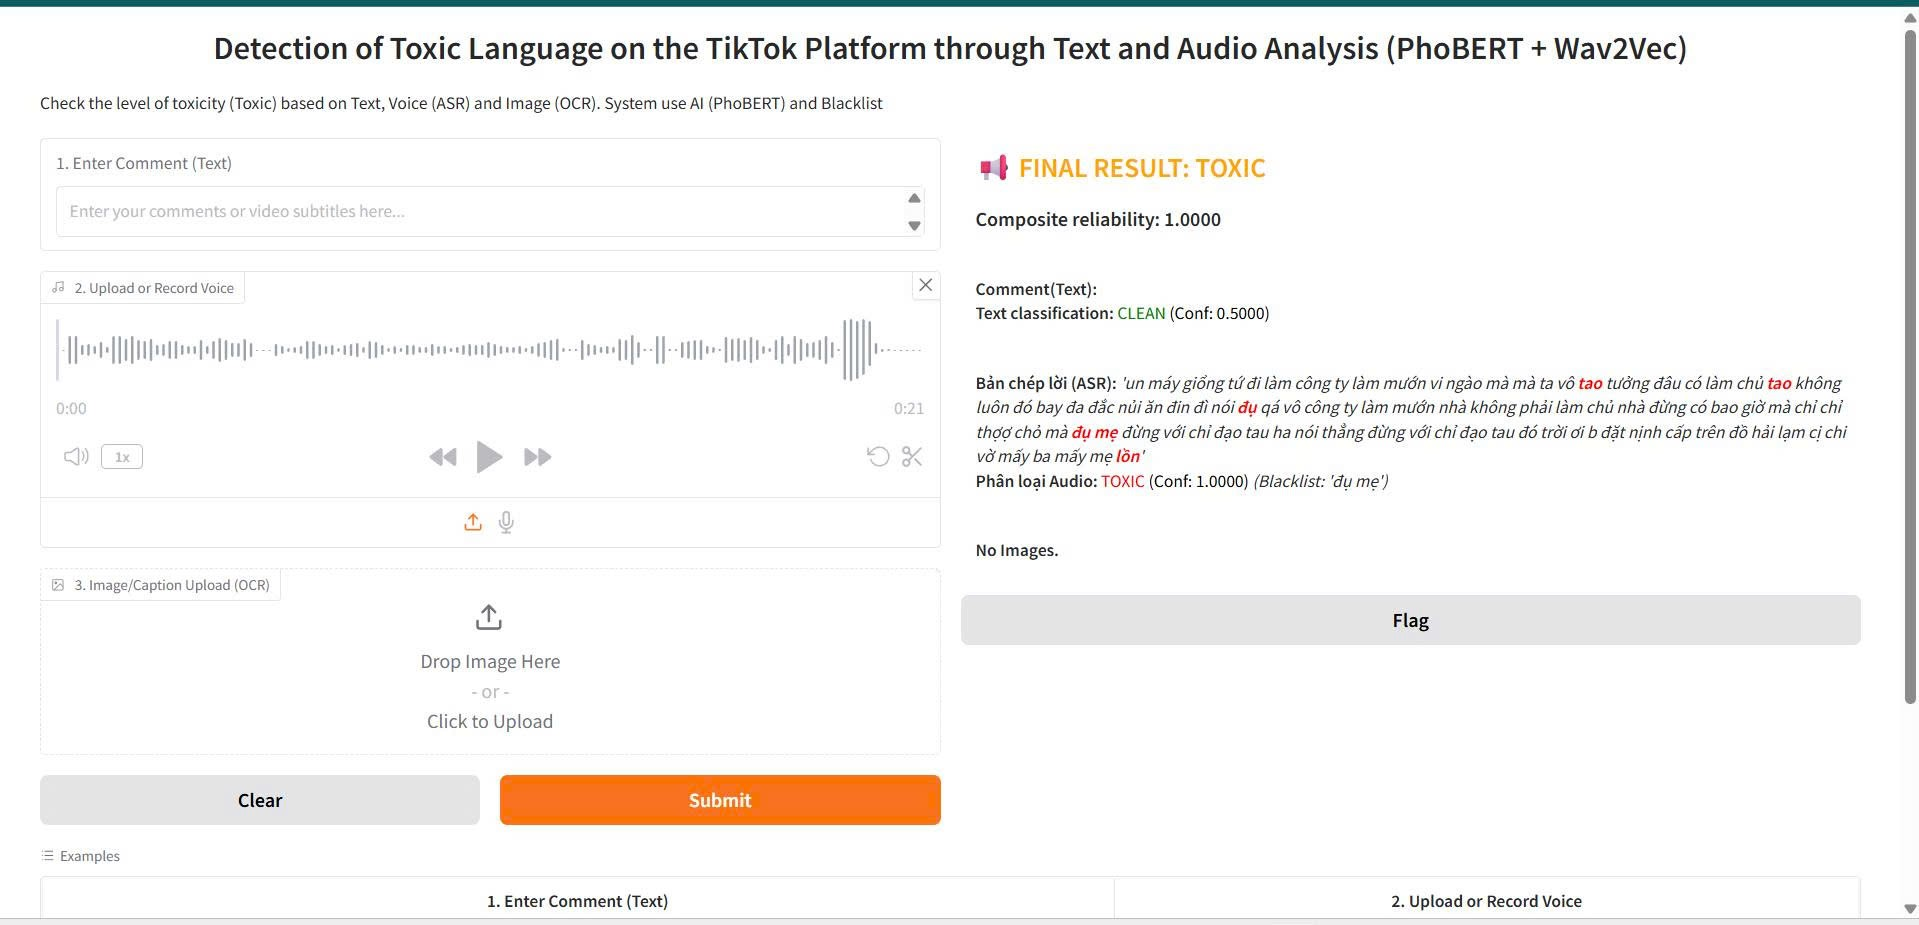 Detection of Toxic Language on the TikTok Platform through Text and Audio Analysis (PhoBERT + Wav2Vec)
Check the level of toxicity (Toxic) based on Text, Voice (ASR) and Image (OCR). System use AI (PhoBERT) and Blacklist
1. Enter Comment (Text)
Enter your comments or video subtitles here...
2. Upload or Record Voice
0:00
0:21
1x
3. Image/Caption Upload (OCR)
Drop Image Here
- or -
Click to Upload
Clear
Submit
FINAL RESULT: TOXIC
Composite reliability: 1.0000
Comment(Text):
Text classification: CLEAN (Conf: 0.5000)
Bản chép lời (ASR): 'un máy giổng tứ đi làm công ty làm mướn vi ngào mà mà ta vô tao tưởng đâu có làm chủ tao không
luôn đó bay đa đắc nủi ăn đin đì nói đụ qá vô công ty làm mướn nhà không phải làm chủ nhà đừng có bao giờ mà chỉ chỉ
thợợ chỏ mà đụ mẹ đừng với chỉ đạo tau ha nói thẳng đừng với chỉ đạo tau đó trời ơi b đặt nịnh cấp trên đồ hải lạm cị chi
vờ mấy ba mấy mẹ lồn'
Phân loại Audio: TOXIC (Conf: 1.0000) (Blacklist: 'đụ mẹ')
No Images.
Flag
Examples
1. Enter Comment (Text)
2. Upload or Record Voice